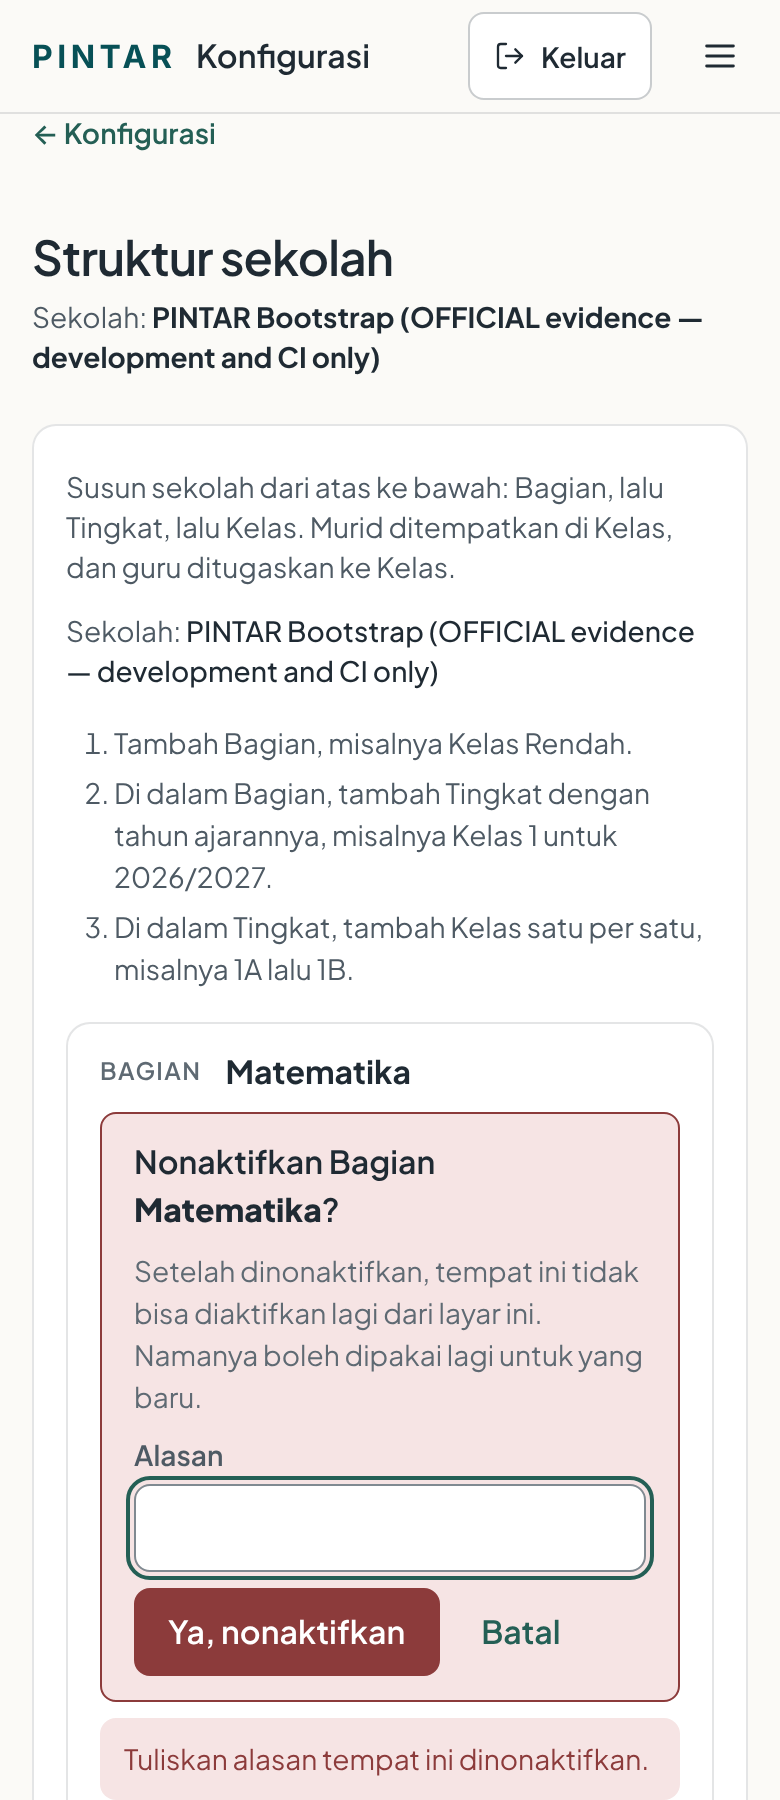 PINTAR Konfigurasi
Keluar
← Konfigurasi
Struktur sekolah
Sekolah: PINTAR Bootstrap (OFFICIAL evidence —
development and CI only)
Susun sekolah dari atas ke bawah: Bagian, lalu
Tingkat, lalu Kelas. Murid ditempatkan di Kelas,
dan guru ditugaskan ke Kelas.
Sekolah: PINTAR Bootstrap (OFFICIAL evidence
— development and CI only)
1. Tambah Bagian, misalnya Kelas Rendah.
2. Di dalam Bagian, tambah Tingkat dengan
tahun ajarannya, misalnya Kelas 1 untuk
2026/2027.
3. Di dalam Tingkat, tambah Kelas satu per satu,
misalnya 1A lalu 1B.
BAGIAN Matematika
Nonaktifkan Bagian
Matematika?
Setelah dinonaktifkan, tempat ini tidak
bisa diaktifkan lagi dari layar ini.
Namanya boleh dipakai lagi untuk yang
baru.
Alasan
Ya, nonaktifkan
Batal
Tuliskan alasan tempat ini dinonaktifkan.